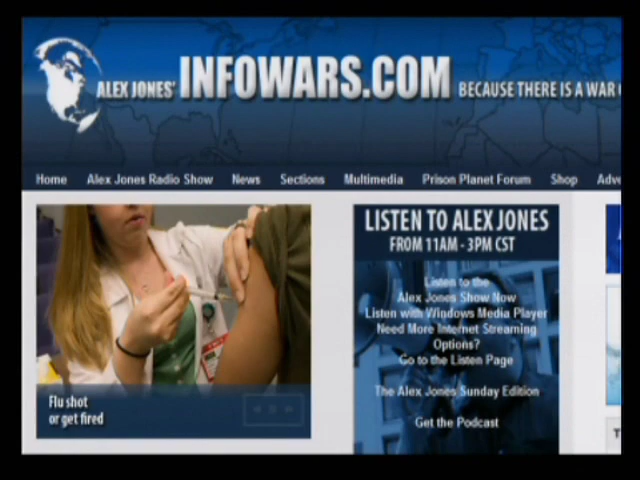 ALEX JONES' INFOWARS.COM BECAUSE THERE IS A WAR
Home Alex Jones Radio Show News Sections Multimedia Prison Planet Forum Shop
LISTEN TO ALEX JONES
FROM 11AM - 3PM CST
Listen to the
Alex Jones Show Now
Listen with Windows Media Player
Need More Internet Streaming
Options?
Go to the Listen Page
The Alex Jones Sunday Edition
Get the Podcast
Flu shot
or get fired